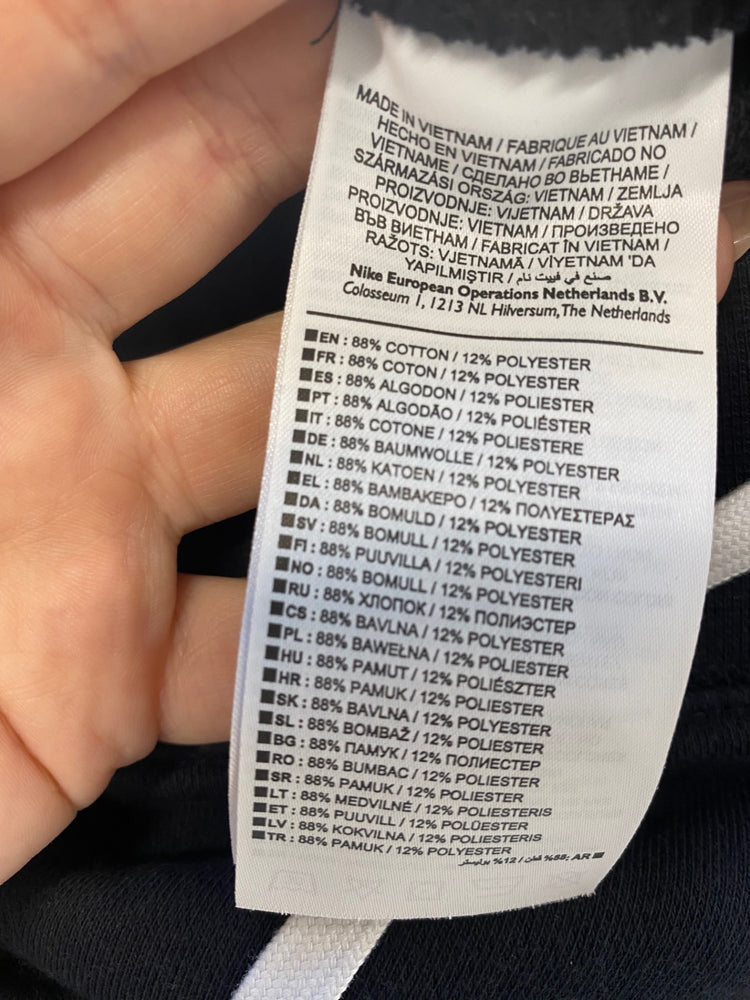 MADE IN VIETNAM / FABRIQUE AU VIETNAM /
HECHO EN VIETNAM / FABRICADO NO
VIETNAME / СДЕЛАНО ВО ВЬЕТНАМЕ /
SZÁRMAZÁSI ORSZÁG: VIETNAM / ZEMLJA
PROIZVODNJE: VIJETNAM / DRŽAVA
PROIZVODNJE: VIETNAM / ПРОИЗВЕДЕНО
ВЪВ ВИЕТНАМ / FABRICAT ÎN VIETNAM /
RAŽOTS: VJETNAMĀ / VİYETNAM 'DA
YAPILMIŞTIR / صنع في فييت نام
Nike European Operations Netherlands B.V.
Colosseum 1, 1213 NL Hilversum, The Netherlands
EN : 88% COTTON / 12% POLYESTER
FR : 88% COTON / 12% POLYESTER
ES : 88% ALGODON / 12% POLIESTER
PT : 88% ALGODÃO / 12% POLIÉSTER
IT : 88% COTONE / 12% POLIESTERE
DE : 88% BAUMWOLLE / 12% POLYESTER
NL : 88% KATOEN / 12% POLYESTER
EL : 88% ΒΑΜΒΑΚΕΡΟ / 12% ΠΟΛΥΕΣΤΕΡΑΣ
DA : 88% BOMULD / 12% POLYESTER
SV : 88% BOMULL / 12% POLYESTER
FI : 88% PUUVILLA / 12% POLYESTERI
NO : 88% BOMULL / 12% POLYESTER
RU : 88% ХЛОПОК / 12% ПОЛИЭСТЕР
CS : 88% BAVLNA / 12% POLYESTER
PL : 88% BAWEŁNA / 12% POLYESTER
HU : 88% PAMUT / 12% POLIÉSZTER
HR : 88% PAMUK / 12% POLIESTER
SK : 88% BAVLNA / 12% POLYESTER
SL : 88% BOMBAŽ / 12% POLIESTER
BG : 88% ПАМУК / 12% ПОЛИЕСТЕР
RO : 88% BUMBAC / 12% POLIESTER
SR : 88% PAMUK / 12% POLIESTER
LT : 88% MEDVILNĖ / 12% POLIESTERIS
ET : 88% PUUVILL / 12% POLÜESTER
LV : 88% KOKVILNA / 12% POLIESTERIS
TR : 88% PAMUK / 12% POLYESTER
AR :88% قطن / 12% بوليستر